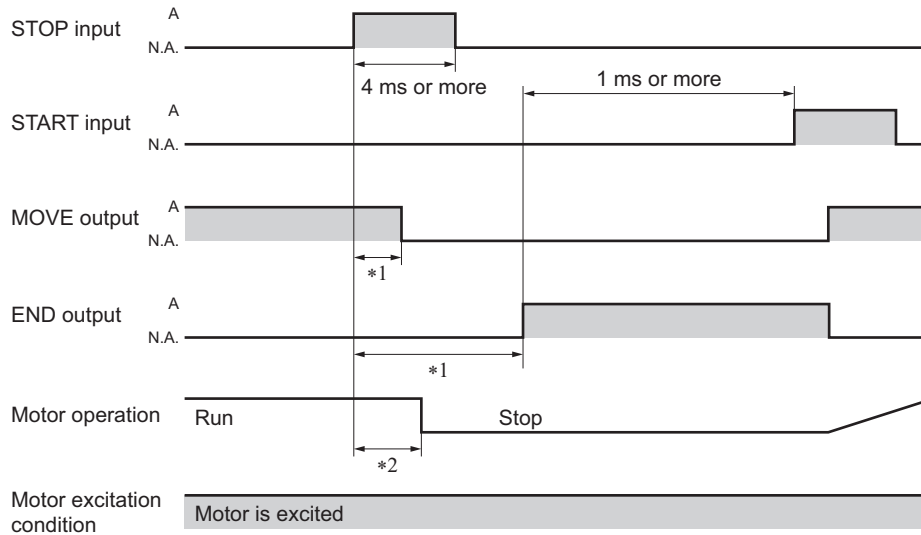 STOP input
A
N.A.
4 ms or more
1 ms or more
START input
A
N.A.
MOVE output
A
N.A.
*1
END output
A
N.A.
*1
Motor operation
Run
Stop
*2
Motor excitation
condition
Motor is excited